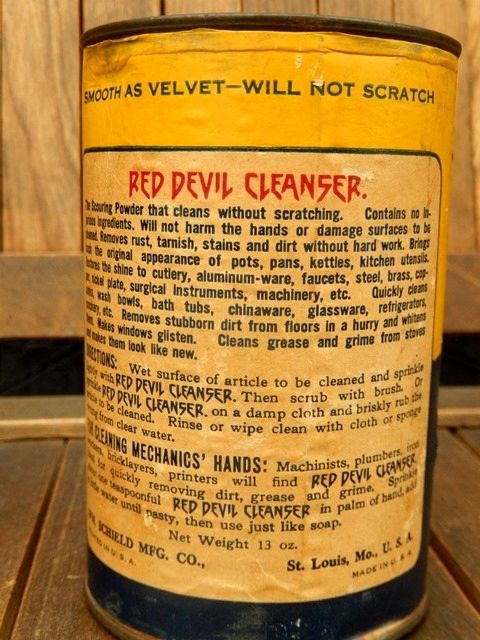 SMOOTH AS VELVET—WILL NOT SCRATCH
RED DEVIL CLEANSER.
The Scouring Powder that cleans without scratching. Contains no in-
ingredients. Will not harm the hands or damage surfaces to be
Removes rust, tarnish, stains and dirt without hard work. Brings
the original appearance of pots, pans, kettles, kitchen utensils.
the shine to cutlery, aluminum-ware, faucets, steel, brass, cop-
nickel plate, surgical instruments, machinery, etc. Quickly cleans
wash bowls, bath tubs, chinaware, glassware, refrigerators,
etc. Removes stubborn dirt from floors in a hurry and whitens
Makes windows glisten. Cleans grease and grime from stoves
makes them look like new.
DIRECTIONS: Wet surface of article to be cleaned and sprinkle
with RED DEVIL CLEANSER. Then scrub with brush. Or
RED DEVIL CLEANSER. on a damp cloth and briskly rub the
to be cleaned. Rinse or wipe clean with cloth or sponge
from clear water.
CLEANING MECHANICS' HANDS: Machinists, plumbers, iron
bricklayers, printers will find RED DEVIL CLEANSER
for quickly removing dirt, grease and grime. Sprinkle
one teaspoonful RED DEVIL CLEANSER in palm of hand, add
water until pasty, then use just like soap.
Net Weight 13 oz.
SCHIELD MFG. CO., St. Louis, Mo., U. S. A.
IN U. S. A. MADE IN U. S. A.